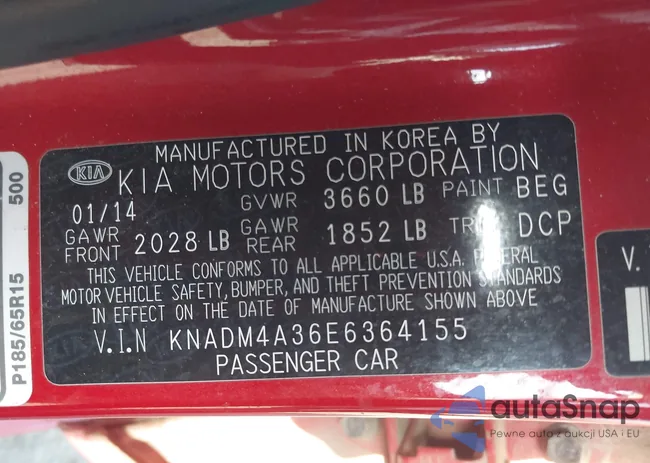 MANUFACTURED IN KOREA BY
KIA
KIA MOTORS CORPORATION
01/14
GVWR 3660 LB PAINT BEG
GAWR FRONT 2028 LB
GAWR REAR 1852 LB
DCP
THIS VEHICLE CONFORMS TO ALL APPLICABLE U.S.A. FEDERAL
MOTOR VEHICLE SAFETY, BUMPER, AND THEFT PREVENTION STANDARDS
IN EFFECT ON THE DATE OF MANUFACTURE SHOWN ABOVE
V.I.N KNADM4A36E6364155
PASSENGER CAR
P185/65R15 500
V.
autaSnap
Pewne auto z aukcji USA i EU